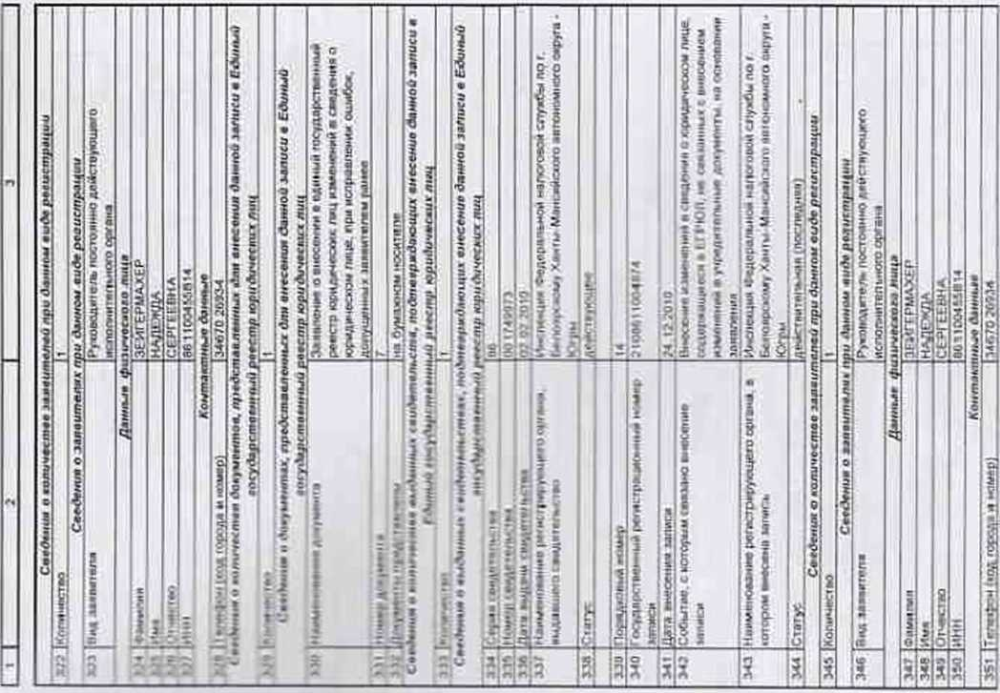 1 2 3
Сведения о количестве заявителей при данном виде регистрации
322 Количество 1
Сведения о заявителях при данном виде регистрации
323 Вид заявителя Руководитель постоянно действующего
исполнительного органа
Данные физического лица
324 Фамилия ЗЕЙГЕРМАХЕР
325 Имя НАДЕЖДА
326 Отчество СЕРГЕЕВНА
327 ИНН 861100455814
Контактные данные
328 Телефон (код города и номер) 34670 26934
Сведения о количестве документов, представленных для внесения данной записи в Единый
государственный реестр юридических лиц
329 Количество 1
Сведения о документах, представленных для внесения данной записи в Единый
государственный реестр юридических лиц
330 Наименование документа Заявление о внесении в единый государственный
реестр юридических лиц изменений в сведения о
юридическом лице, при исправлении ошибок,
допущенных заявителем ранее
331 Номер документа 7
332 Документы представлены на бумажном носителе
Сведения о количестве выданных свидетельств, подтверждающих внесение данной записи в
Единый государственный реестр юридических лиц
333 Количество 1
Сведения о выданных свидетельствах, подтверждающих внесение данной записи в Единый
государственный реестр юридических лиц
334 Серия свидетельства 86
335 Номер свидетельства 001749973
336 Дата выдачи свидетельства 02.02.2010
337 Наименование регистрирующего органа, Инспекция Федеральной налоговой службы по г.
выдавшего свидетельство Белоярскому Ханты-Мансийского автономного округа -
Югры
338 Статус действующее
339 Порядковый номер 14
340 Государственный регистрационный номер 2100611004874
записи
341 Дата внесения записи 24.12.2010
342 Событие, с которым связано внесение Внесение изменений в сведения о юридическом лице,
записи содержащиеся в ЕГРЮЛ, не связанных с внесением
изменений в учредительные документы, на основании
заявления
343 Наименование регистрирующего органа, в Инспекция Федеральной налоговой службы по г.
котором внесена запись Белоярскому Ханты-Мансийского автономного округа -
Югры
344 Статус действительная (последняя)
Сведения о количестве заявителей при данном виде регистрации
345 Количество 1
Сведения о заявителях при данном виде регистрации
346 Вид заявителя Руководитель постоянно действующего
исполнительного органа
Данные физического лица
347 Фамилия ЗЕЙГЕРМАХЕР
348 Имя НАДЕЖДА
349 Отчество СЕРГЕЕВНА
350 ИНН 861100455814
Контактные данные
351 Телефон (код города и номер) 34670 26934